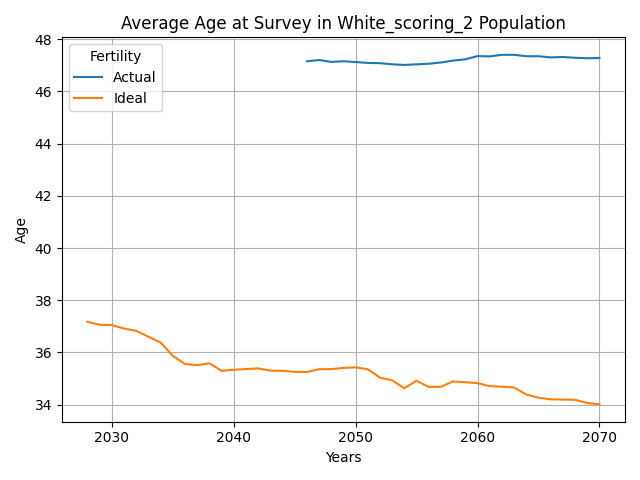 Average Age at Survey in White_scoring_2 Population
Fertility
Actual
Ideal
48
46
44
42
40
38
36
34
Age
2030
2040
2050
2060
2070
Years